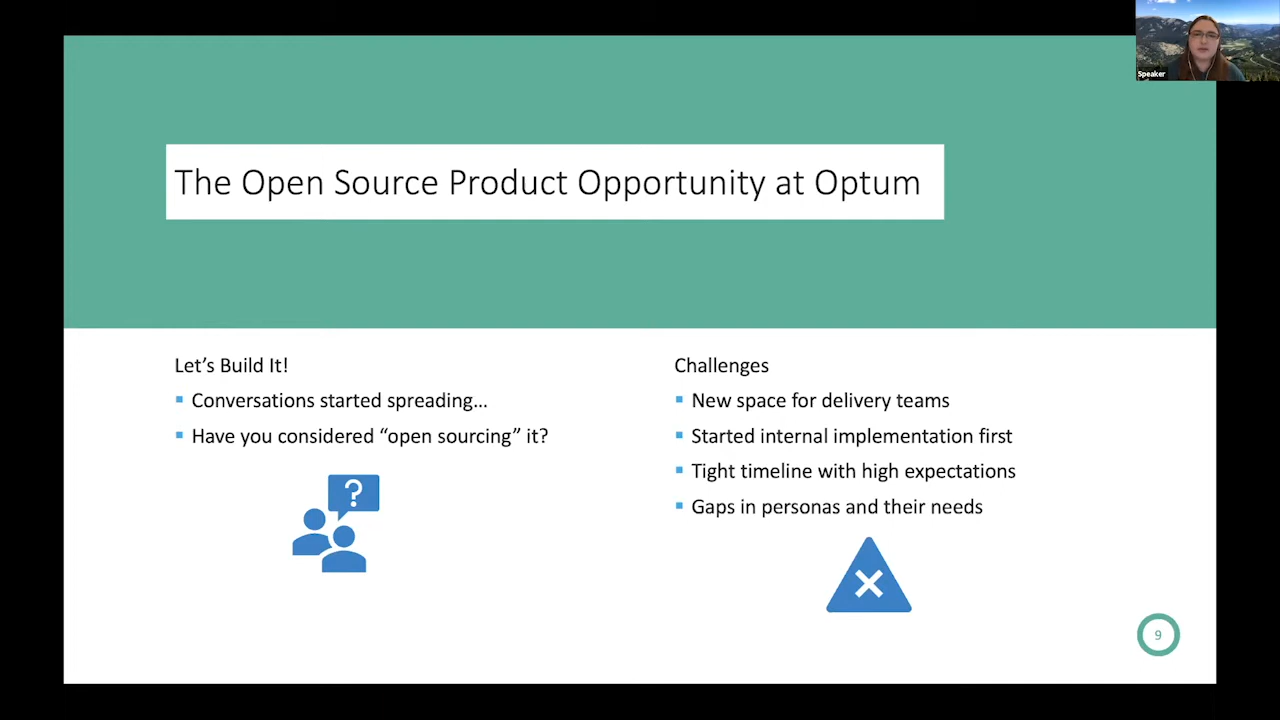 Speaker
The Open Source Product Opportunity at Optum
Let’s Build It!
Conversations started spreading...
Have you considered “open sourcing” it?
?
Challenges
New space for delivery teams
Started internal implementation first
Tight timeline with high expectations
Gaps in personas and their needs
9